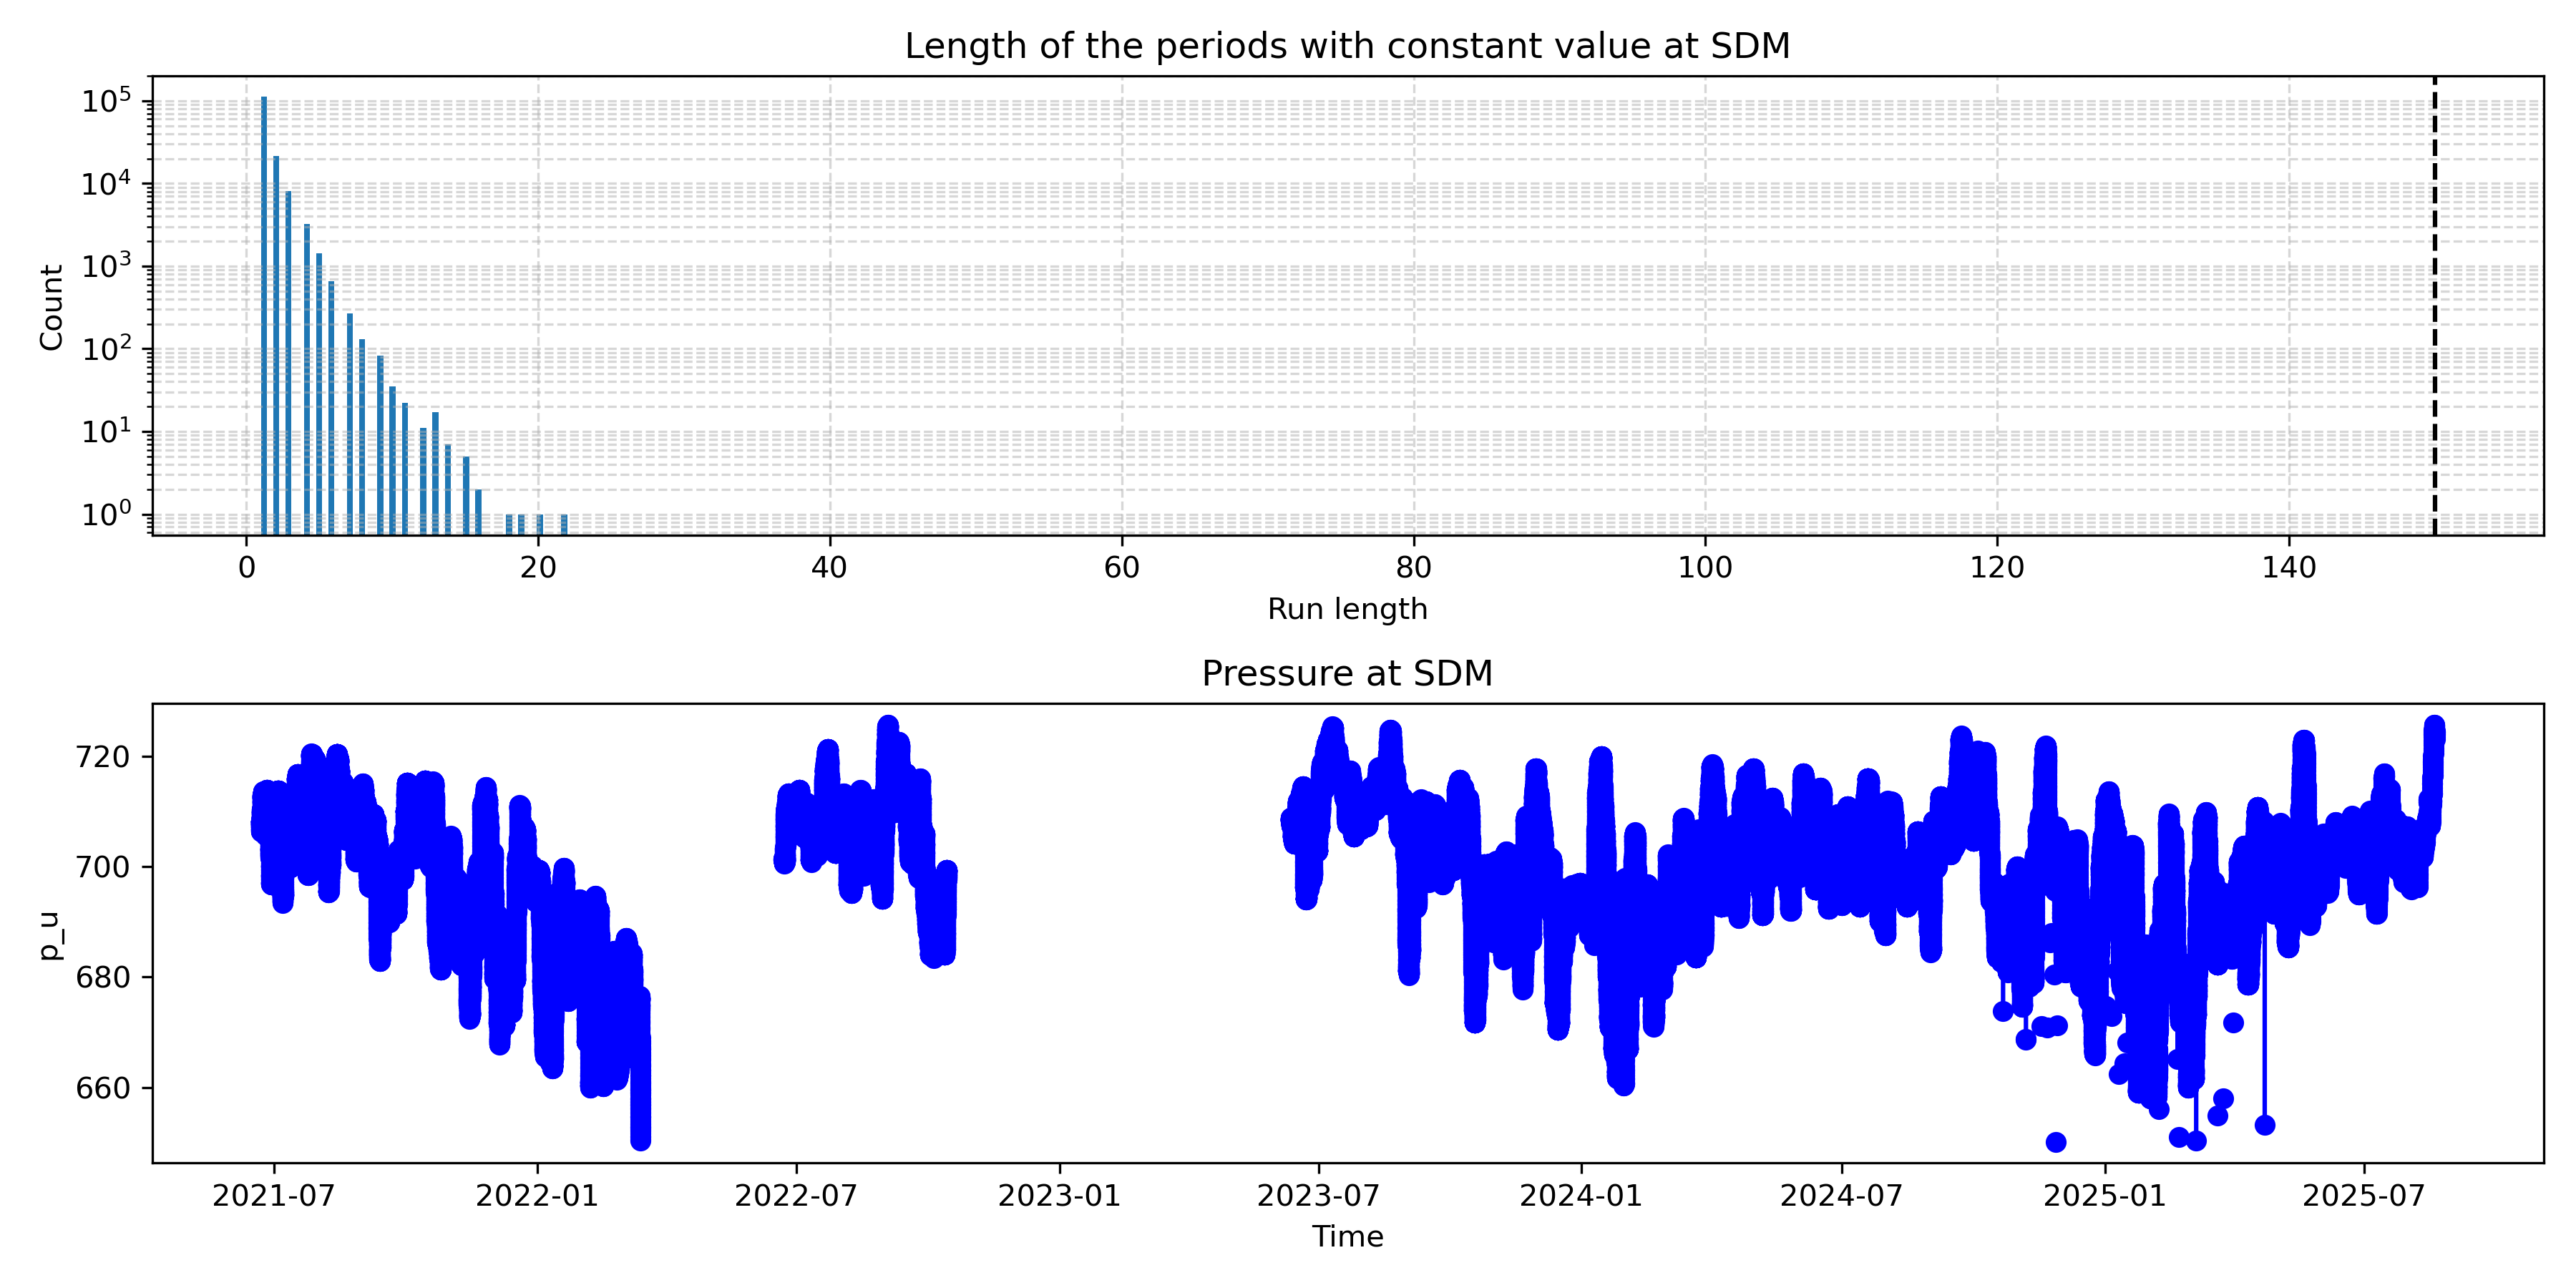 Length of the periods with constant value at SDM
10^5
10^4
10^3
10^2
10^1
10^0
Count
0 20 40 60 80 100 120 140
Run length
Pressure at SDM
720
700
680
660
p_u
2021-07 2022-01 2022-07 2023-01 2023-07 2024-01 2024-07 2025-01 2025-07
Time